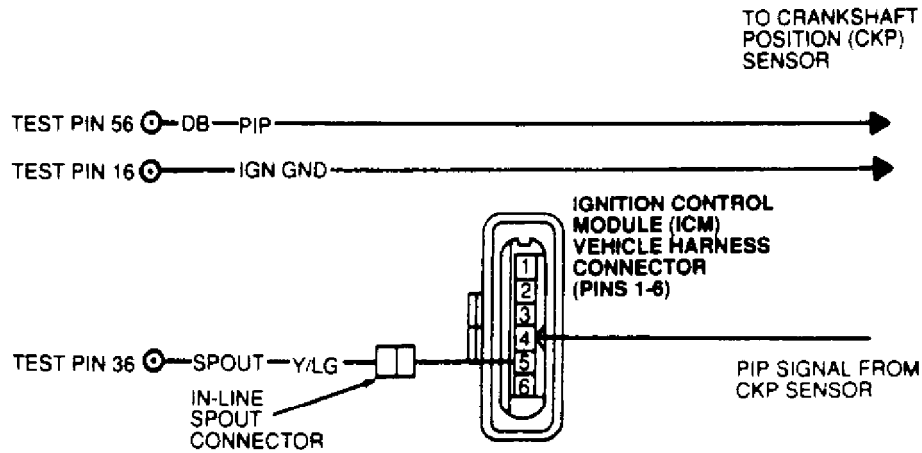 TO CRANKSHAFT
POSITION (CKP)
SENSOR
TEST PIN 56 DB PIP
TEST PIN 16 IGN GND
IGNITION CONTROL
MODULE (ICM)
VEHICLE HARNESS
CONNECTOR
(PINS 1-6)
1
2
3
4
5
6
TEST PIN 36 SPOUT Y/LG
IN-LINE
SPOUT
CONNECTOR
PIP SIGNAL FROM
CKP SENSOR